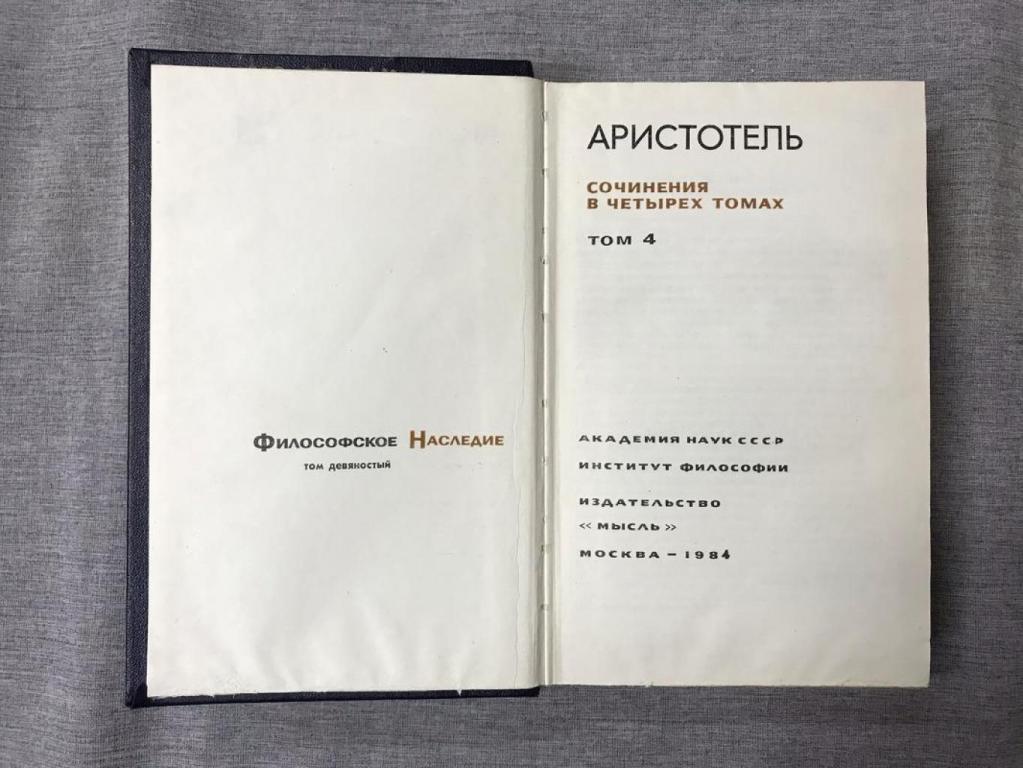 Философское Наследие
том девяностый
АРИСТОТЕЛЬ
СОЧИНЕНИЯ
В ЧЕТЫРЕХ ТОМАХ
ТОМ 4
АКАДЕМИЯ НАУК СССР
ИНСТИТУТ ФИЛОСОФИИ
ИЗДАТЕЛЬСТВО
«МЫСЛЬ»
МОСКВА – 1984